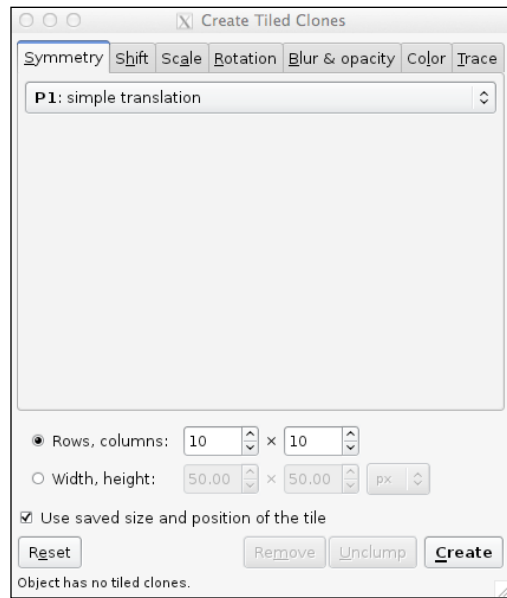 X Create Tiled Clones
Symmetry Shift Scale Rotation Blur & opacity Color Trace
P1: simple translation
Rows, columns: 10 × 10
Width, height: 50.00 × 50.00 px
Use saved size and position of the tile
Reset Remove Unclump Create
Object has no tiled clones.